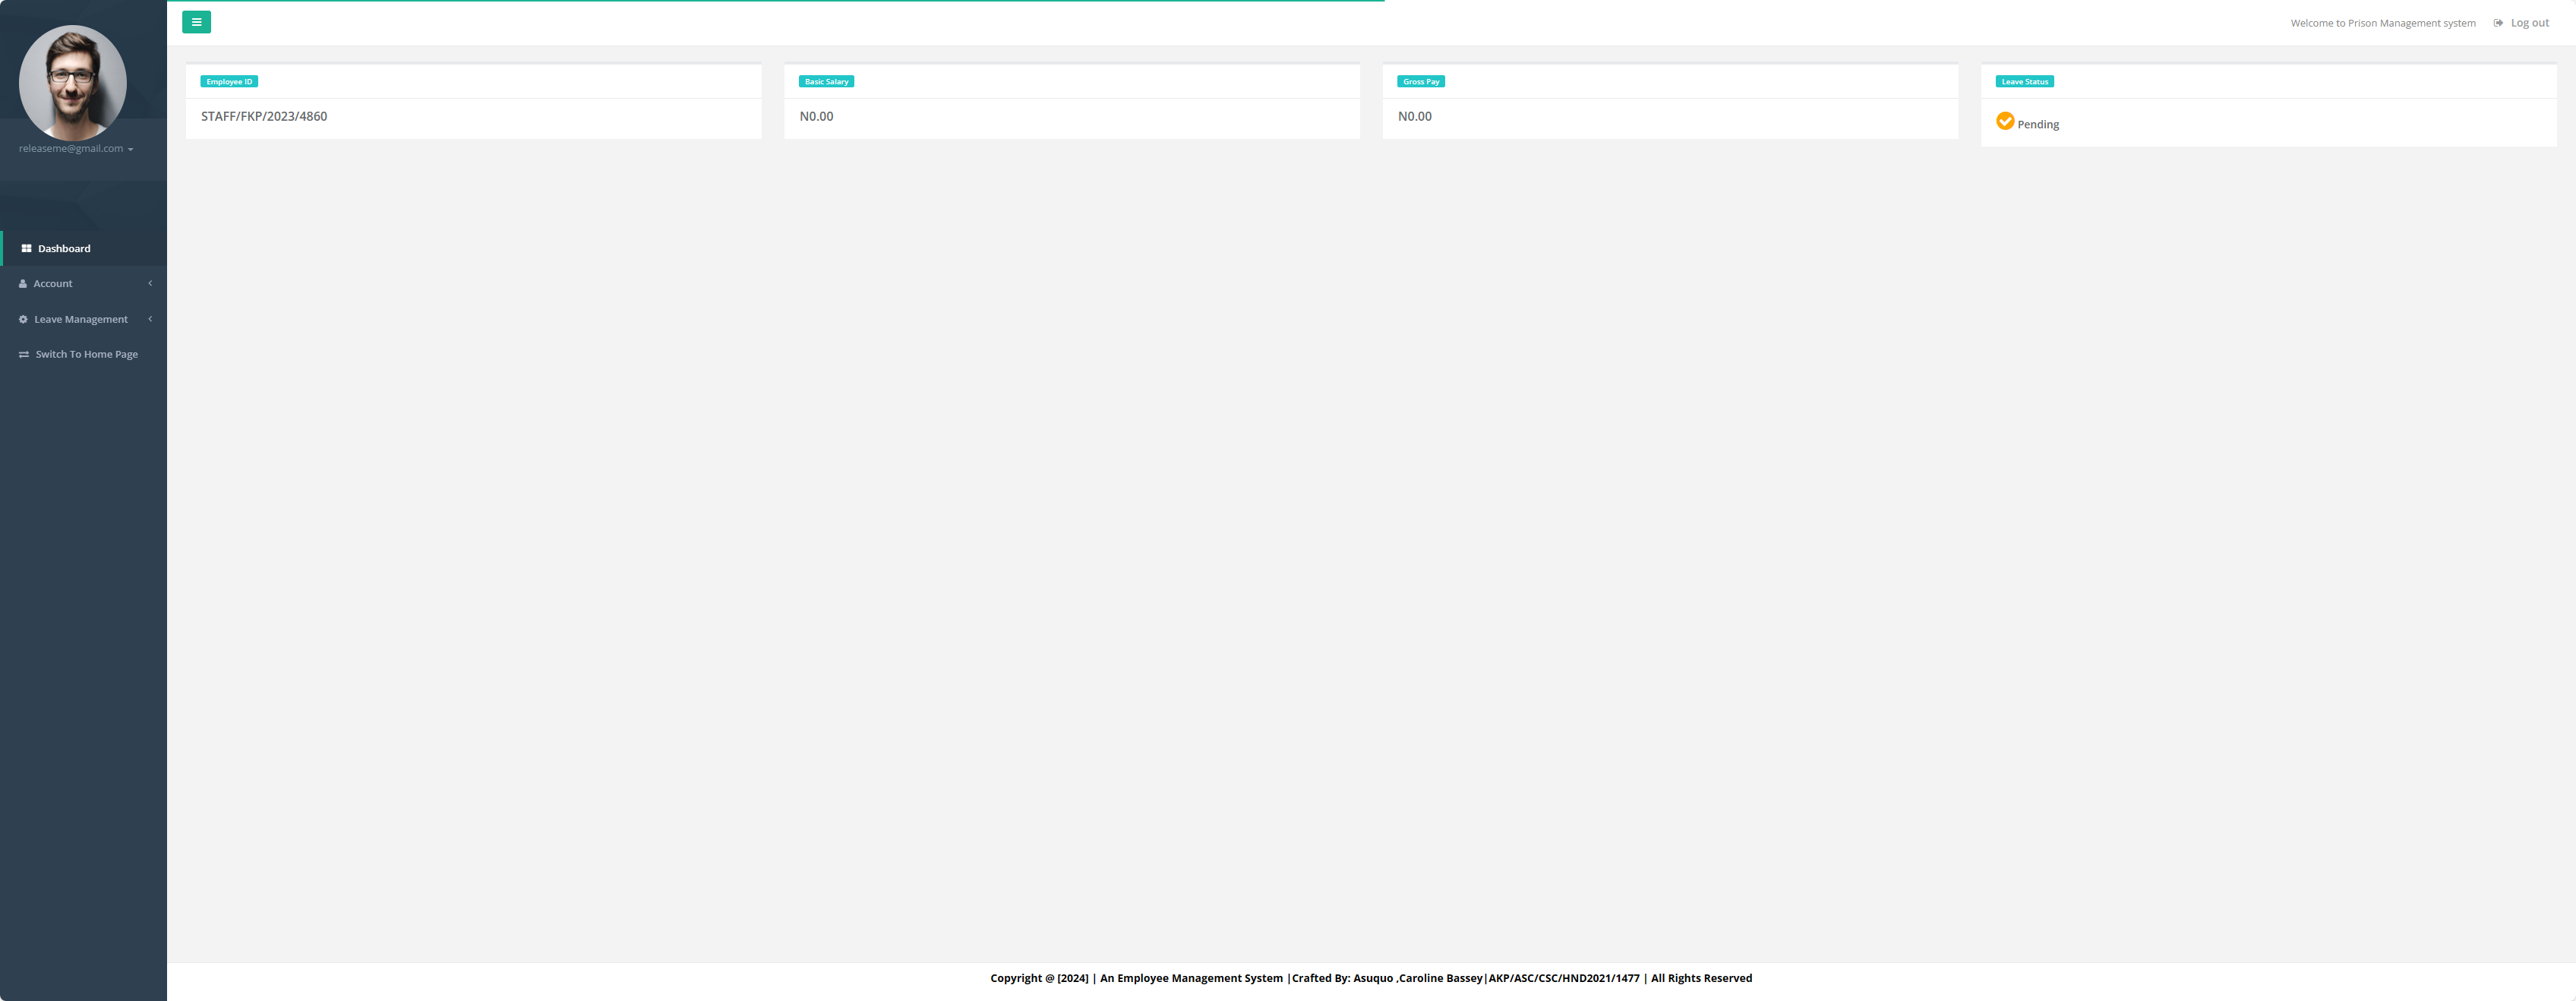 releaseme@gmail.com
Dashboard
Account
Leave Management
Switch To Home Page
Welcome to Prison Management system
Log out
Employee ID
STAFF/FKP/2023/4860
Basic Salary
N0.00
Gross Pay
N0.00
Leave Status
Pending
Copyright @ [2024] | An Employee Management System |Crafted By: Asuquo ,Caroline Bassey|AKP/ASC/CSC/HND2021/1477 | All Rights Reserved